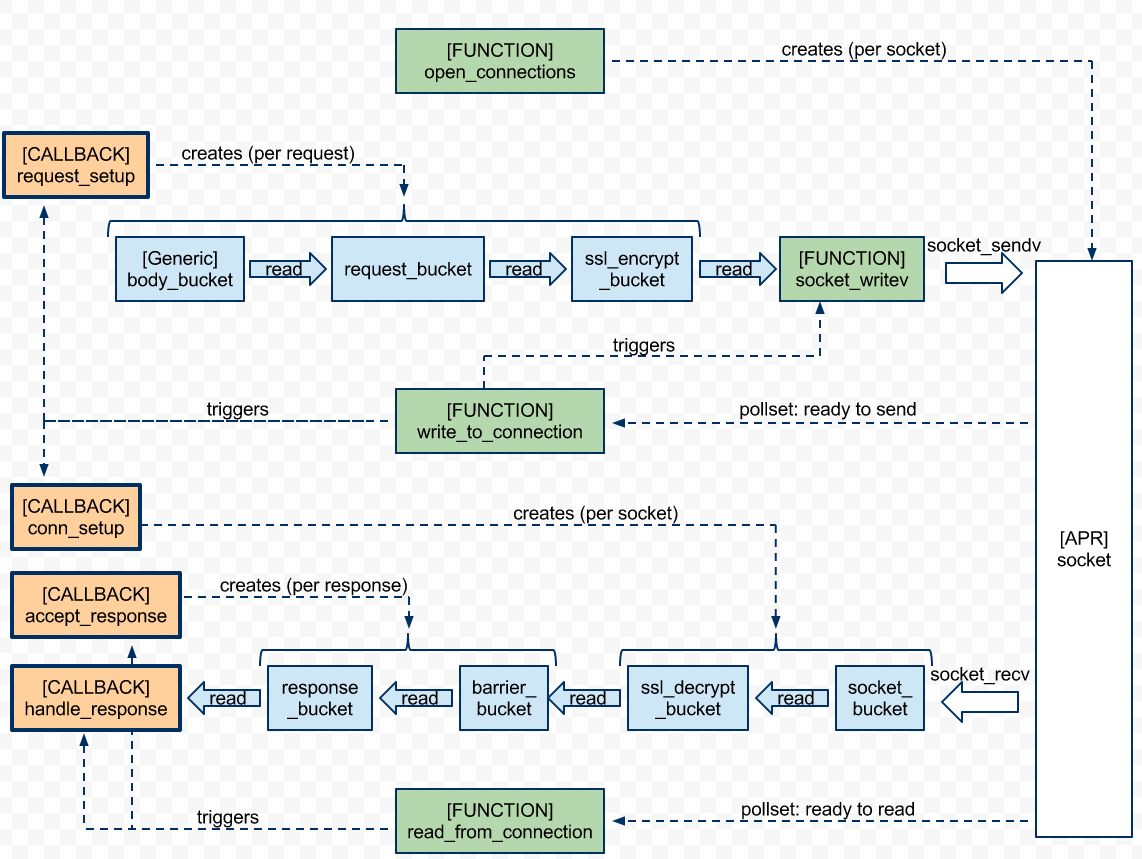 [FUNCTION]
open_connections
creates (per socket)
[CALLBACK]
request_setup
creates (per request)
[Generic]
body_bucket
read
request_bucket
read
ssl_encrypt
_bucket
read
[FUNCTION]
socket_writev
socket_sendv
triggers
triggers
[FUNCTION]
write_to_connection
pollset: ready to send
[CALLBACK]
conn_setup
creates (per socket)
[APR]
socket
[CALLBACK]
accept_response
creates (per response)
[CALLBACK]
handle_response
read
response
_bucket
read
barrier_
bucket
read
ssl_decrypt
_bucket
read
socket_
bucket
socket_recv
triggers
[FUNCTION]
read_from_connection
pollset: ready to read